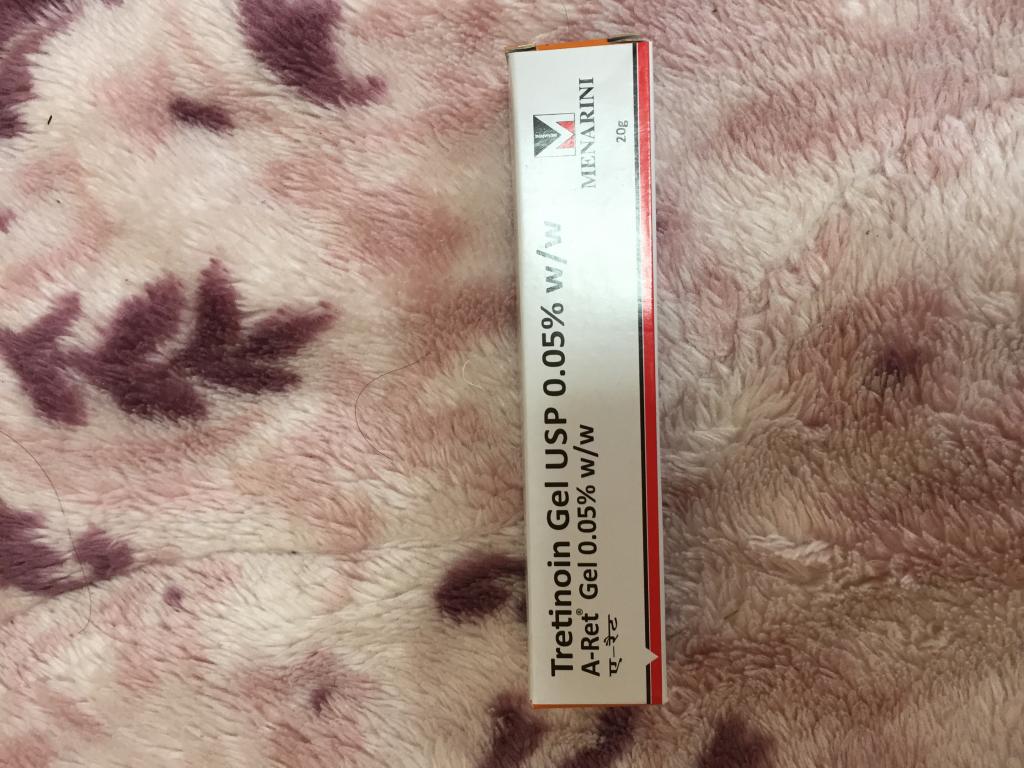 Tretinoin Gel USP 0.05% w/w
A-Ret® Gel 0.05% w/w
ए-रैट
MENARINI
20g